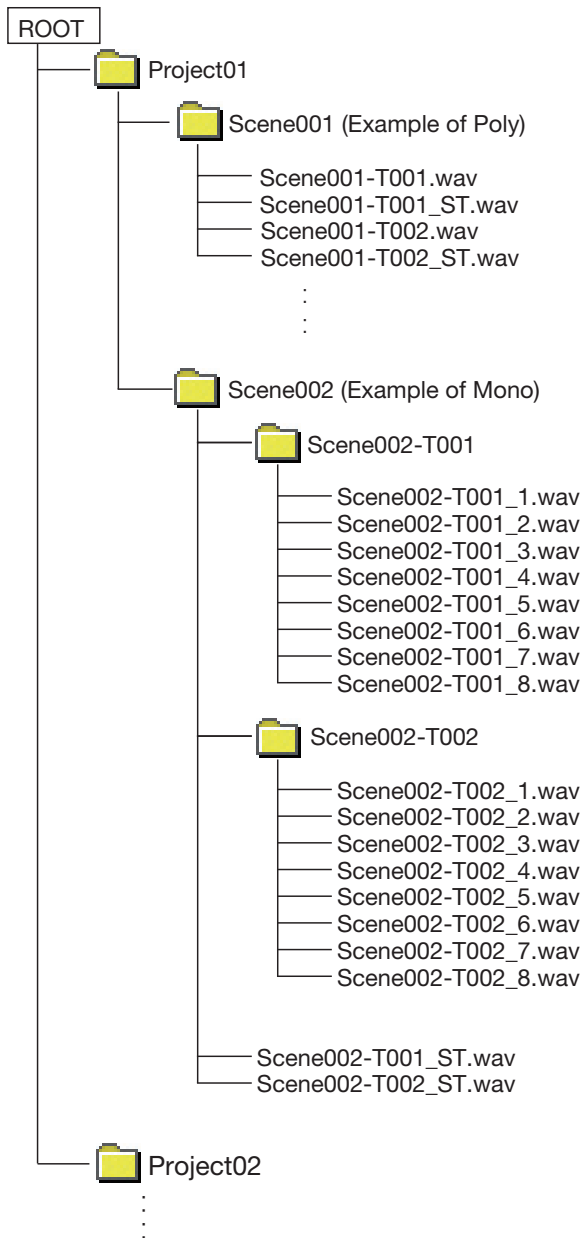 ROOT
Project01
Scene001 (Example of Poly)
Scene001-T001.wav
Scene001-T001_ST.wav
Scene001-T002.wav
Scene001-T002_ST.wav
Scene002 (Example of Mono)
Scene002-T001
Scene002-T001_1.wav
Scene002-T001_2.wav
Scene002-T001_3.wav
Scene002-T001_4.wav
Scene002-T001_5.wav
Scene002-T001_6.wav
Scene002-T001_7.wav
Scene002-T001_8.wav
Scene002-T002
Scene002-T002_1.wav
Scene002-T002_2.wav
Scene002-T002_3.wav
Scene002-T002_4.wav
Scene002-T002_5.wav
Scene002-T002_6.wav
Scene002-T002_7.wav
Scene002-T002_8.wav
Scene002-T001_ST.wav
Scene002-T002_ST.wav
Project02